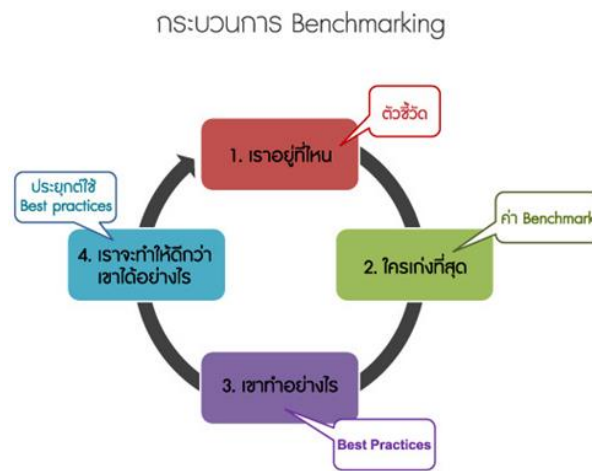 กระบวนการ Benchmarking
ตัวชี้วัด
1. เราอยู่ที่ไหน
ประยุกต์ใช้
Best practices
ค่า Benchmark
4. เราจะทำให้ดีกว่า
เขาได้อย่างไร
2. ใครเก่งที่สุด
3. เขาทำอย่างไร
Best Practices